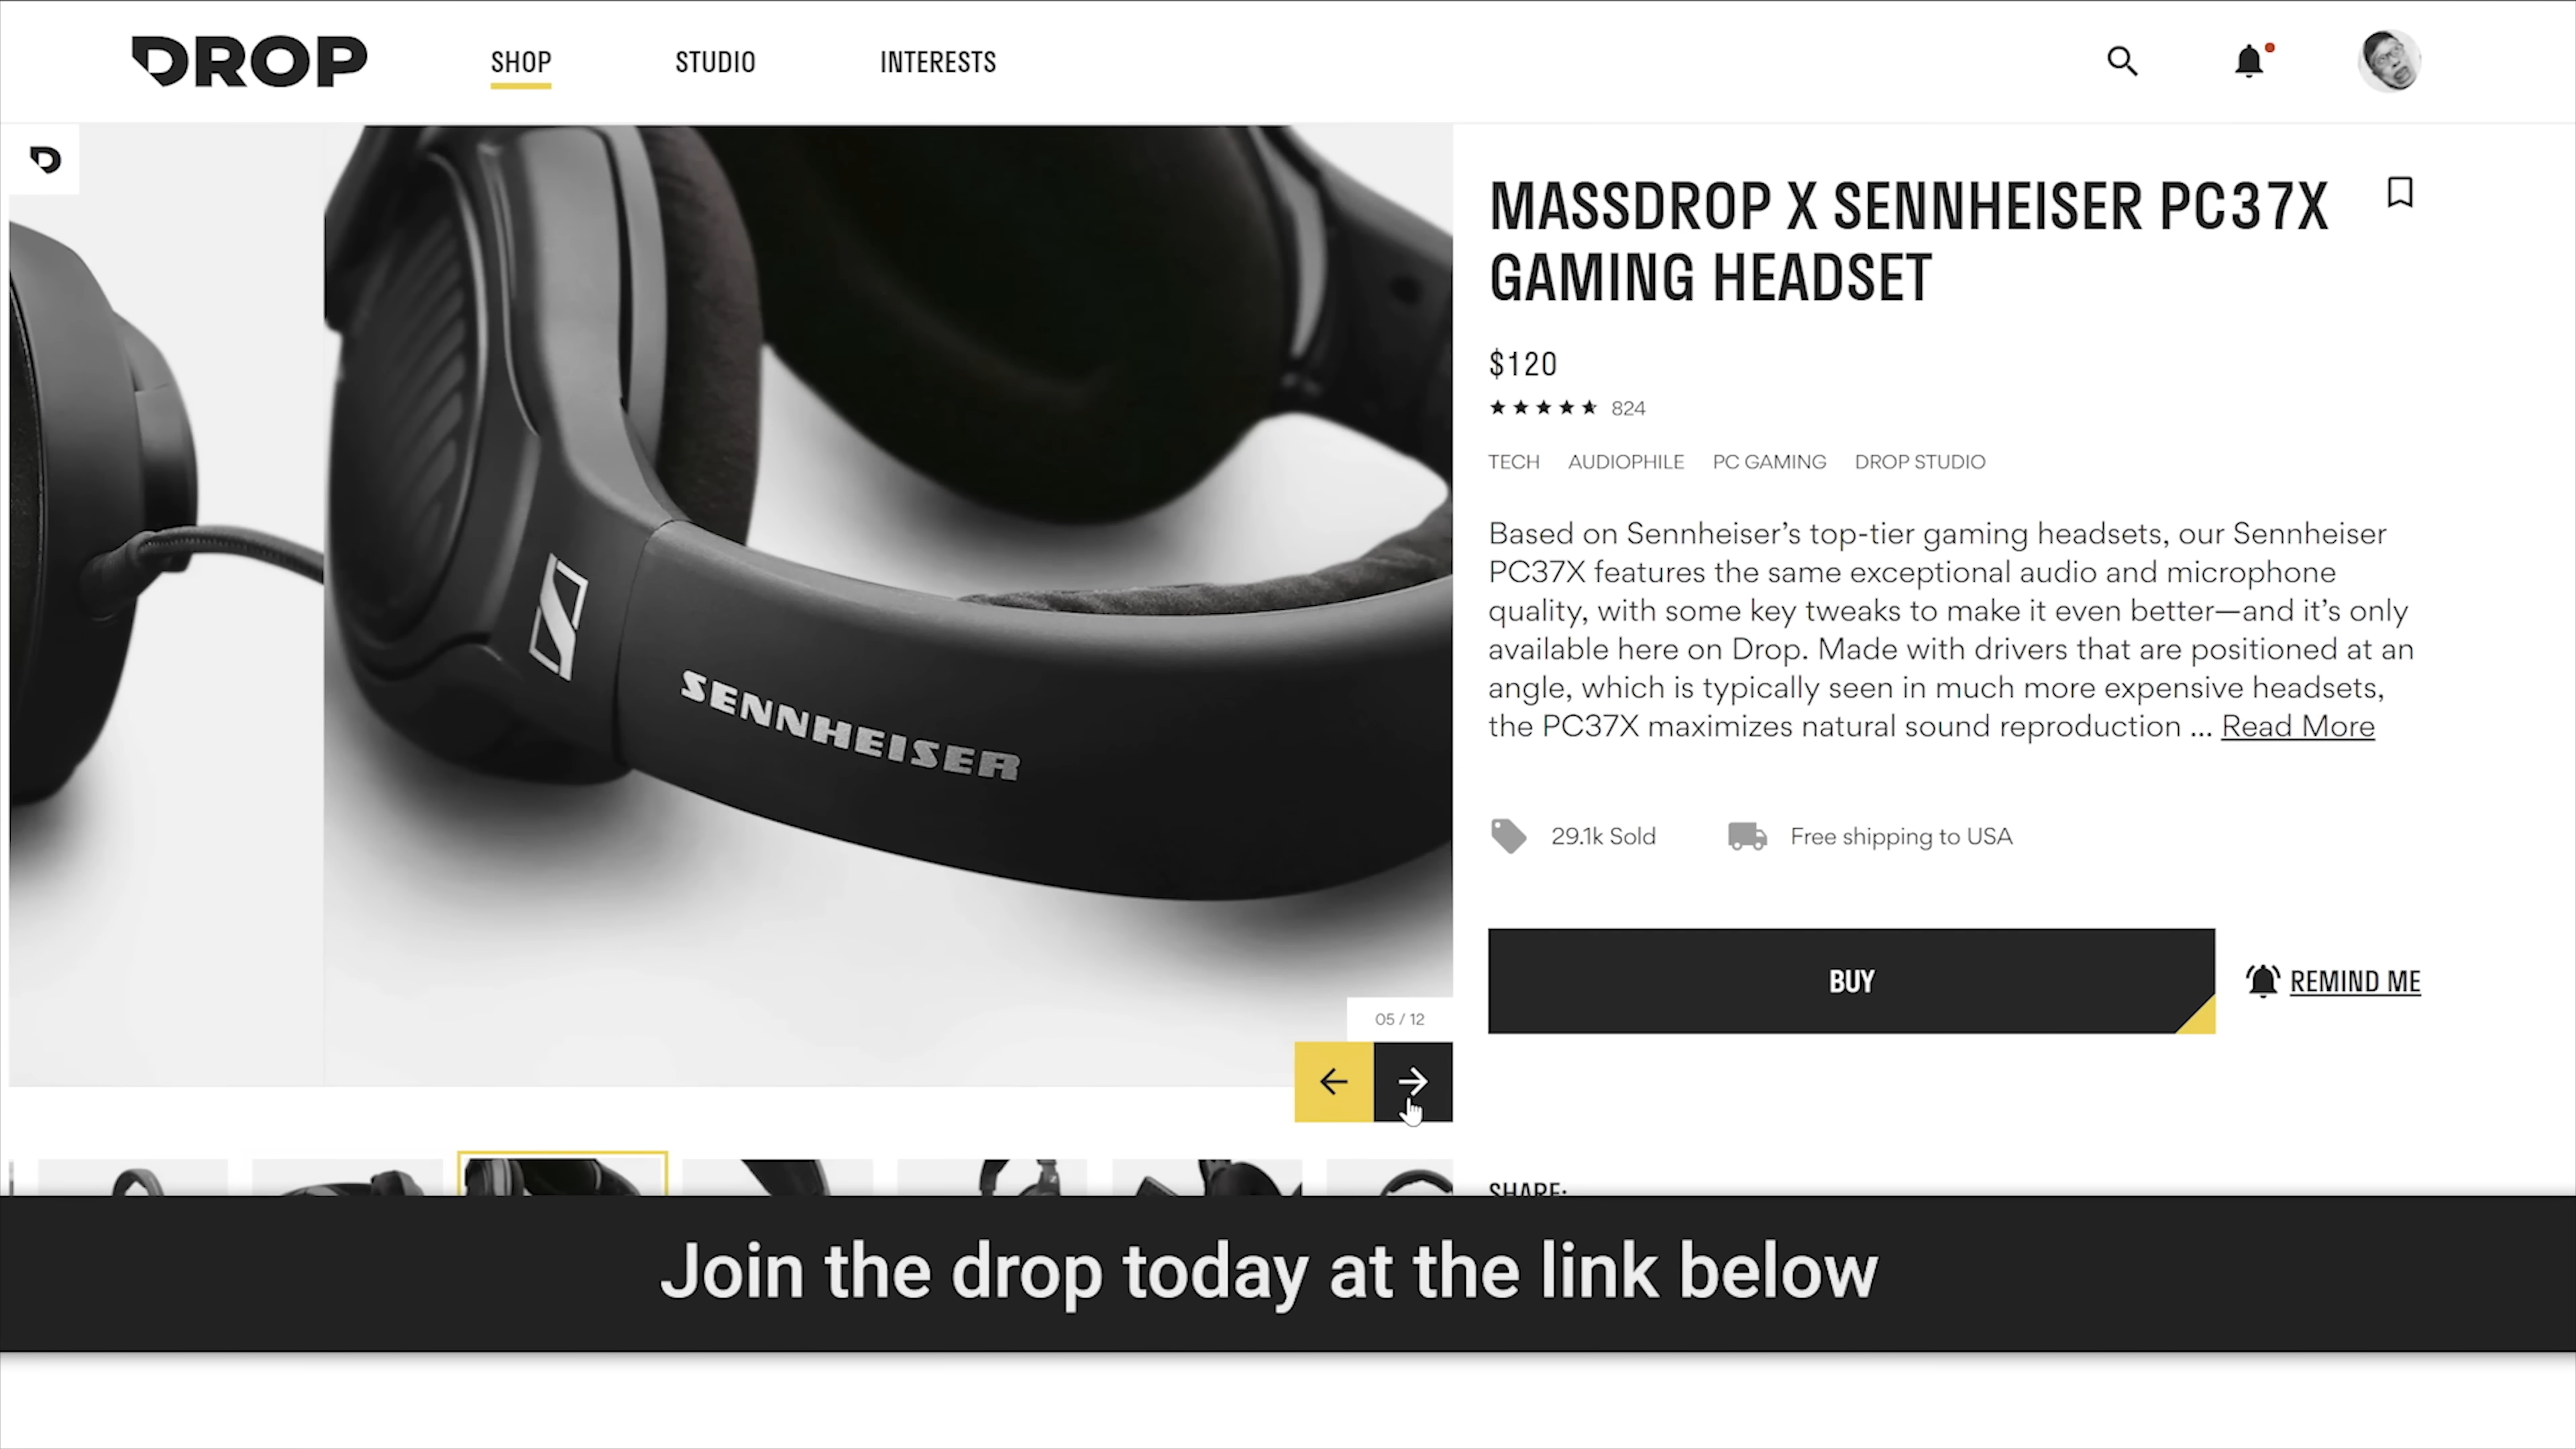 DROP
SHOP
STUDIO
INTERESTS
MASSDROP X SENNHEISER PC37X
GAMING HEADSET
$120
824
TECH
AUDIOPHILE
PC GAMING
DROP STUDIO
Based on Sennheiser’s top-tier gaming headsets, our Sennheiser
PC37X features the same exceptional audio and microphone
quality, with some key tweaks to make it even better—and it’s only
available here on Drop. Made with drivers that are positioned at an
angle, which is typically seen in much more expensive headsets,
the PC37X maximizes natural sound reproduction ... Read More
SENNHEISER
29.1k Sold
Free shipping to USA
BUY
REMIND ME
05 / 12
SHARE:
Join the drop today at the link below